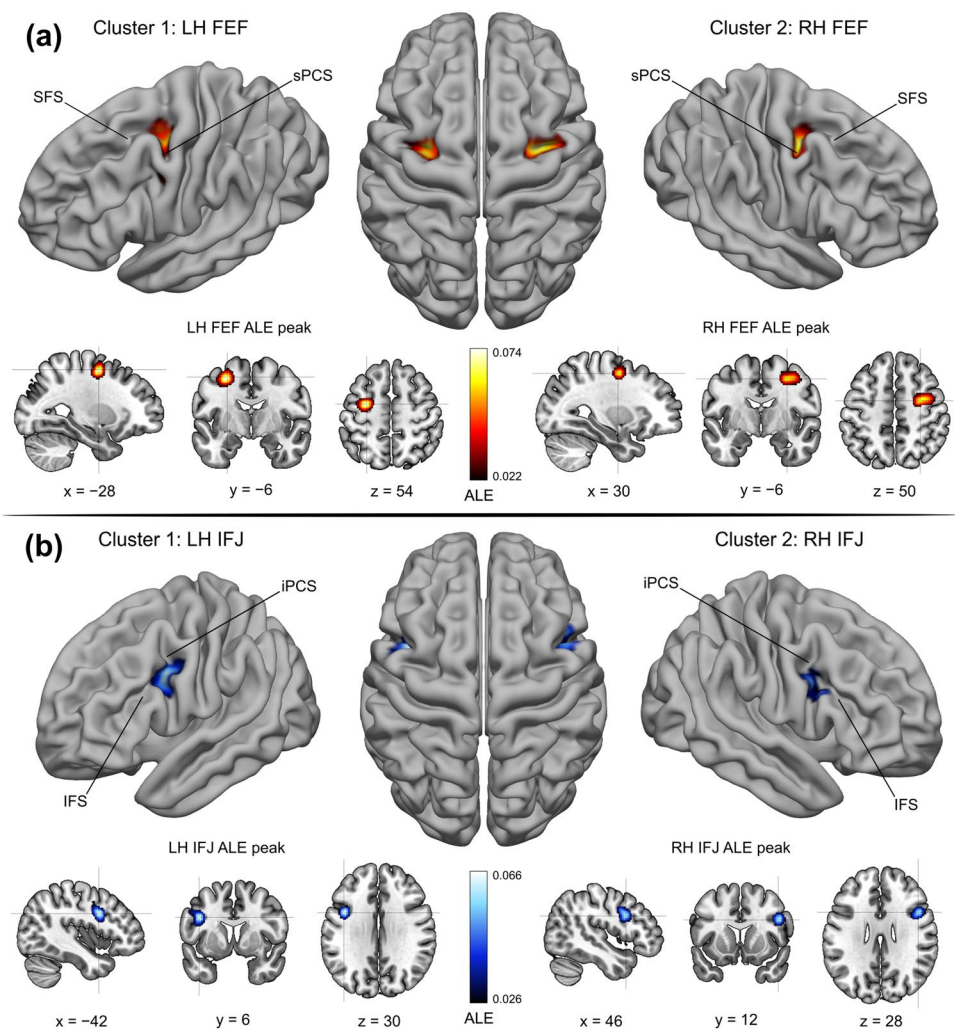 (a)
Cluster 1: LH FEF
Cluster 2: RH FEF
sPCS
SFS
sPCS
SFS
LH FEF ALE peak
RH FEF ALE peak
0.074
0.022
ALE
x = −28
y = −6
z = 54
x = 30
y = −6
z = 50
(b)
Cluster 1: LH IFJ
Cluster 2: RH IFJ
iPCS
iPCS
IFS
IFS
LH IFJ ALE peak
RH IFJ ALE peak
0.066
0.026
ALE
x = −42
y = 6
z = 30
x = 46
y = 12
z = 28